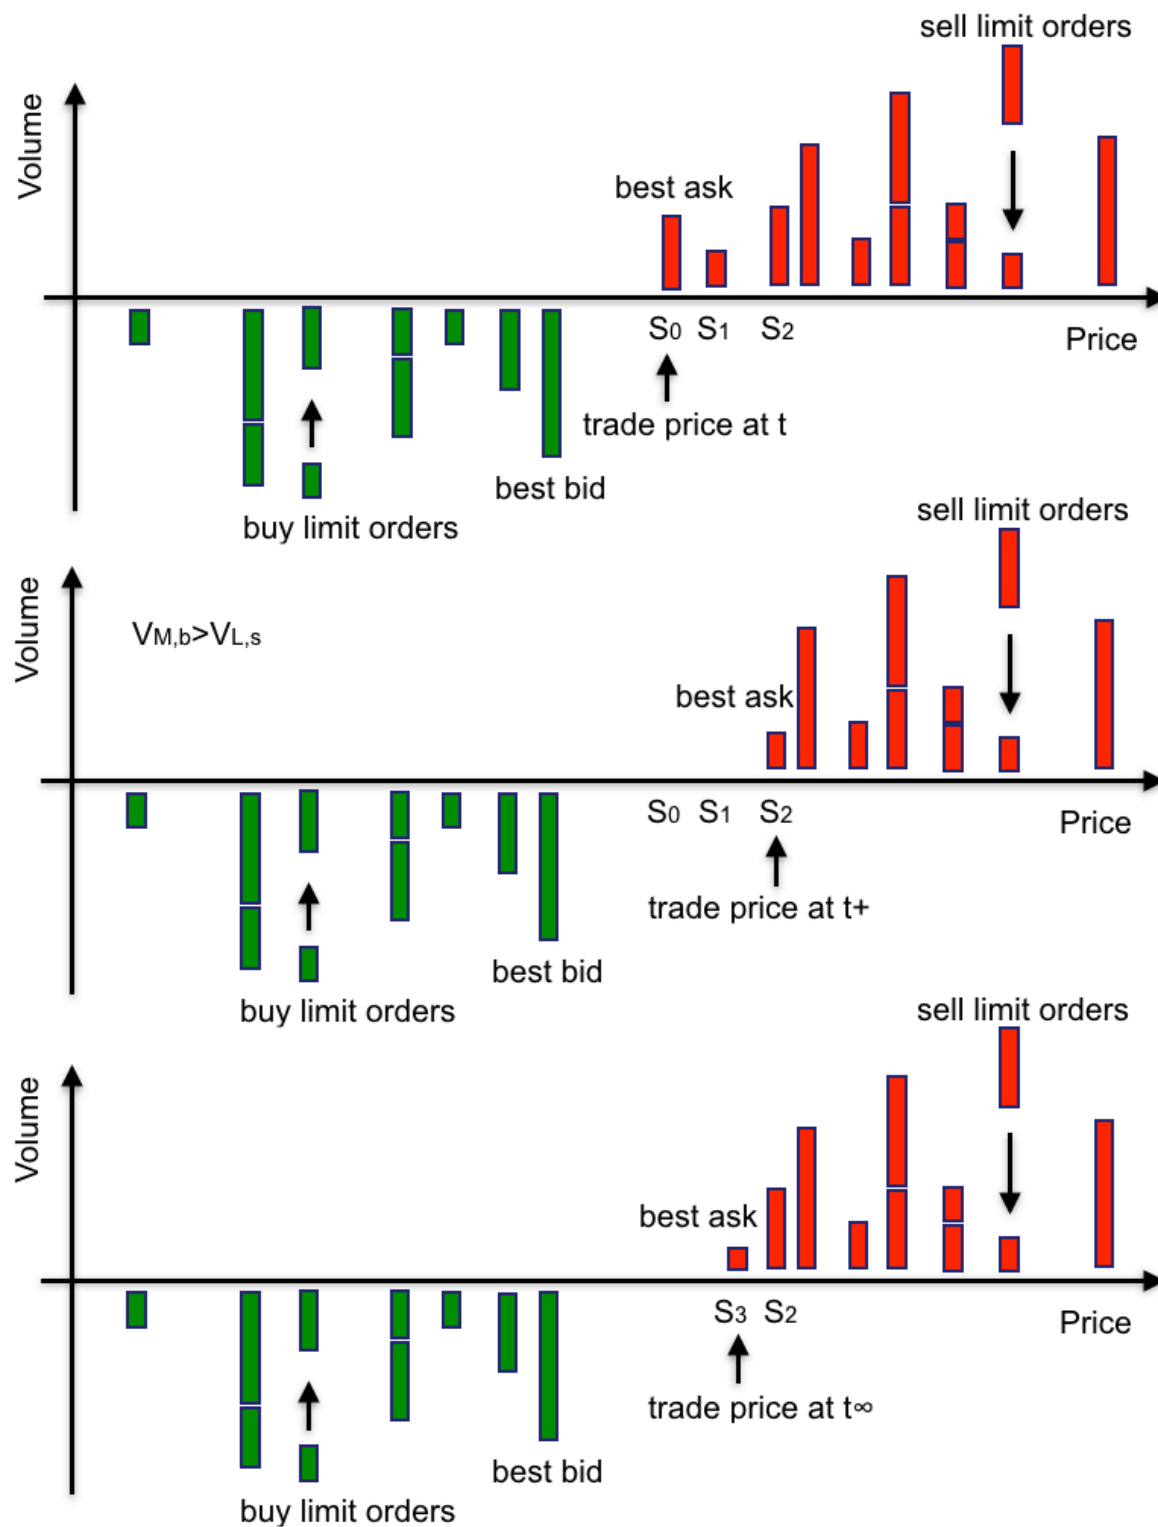 sell limit orders
Volume
best ask
S0 S1 S2
Price
trade price at t
best bid
buy limit orders
sell limit orders
Volume
VM,b>VL,s
best ask
S0 S1 S2
Price
trade price at t+
best bid
buy limit orders
sell limit orders
Volume
best ask
S3 S2
Price
trade price at t∞
best bid
buy limit orders